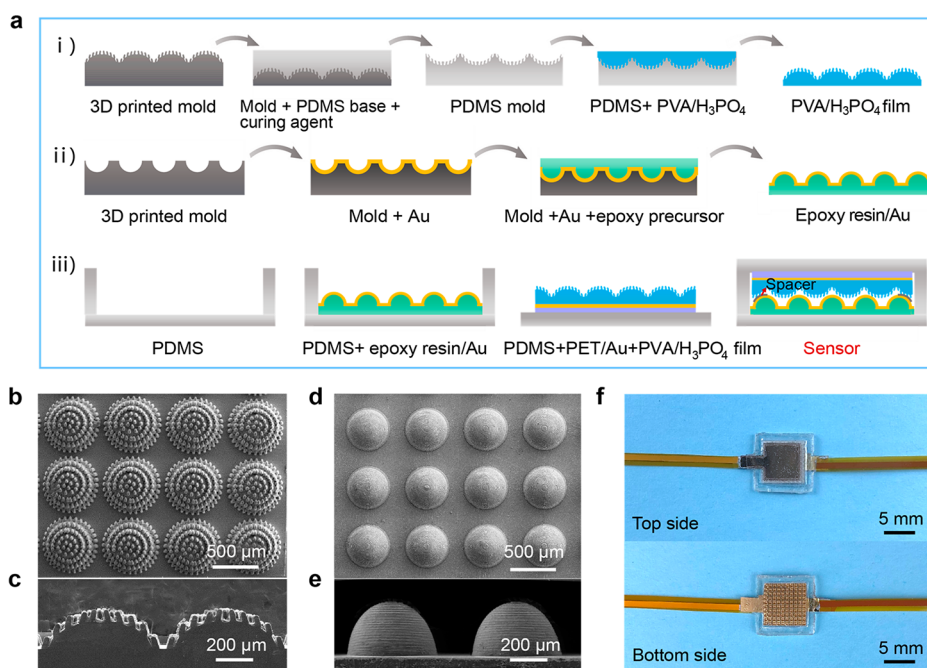 a
i )
3D printed mold
Mold + PDMS base +
curing agent
PDMS mold
PDMS+ PVA/H₃PO₄
PVA/H₃PO₄ film
ii)
3D printed mold
Mold + Au
Mold +Au +epoxy precursor
Epoxy resin/Au
iii)
Spacer
PDMS
PDMS+ epoxy resin/Au
PDMS+PET/Au+PVA/H₃PO₄ film
Sensor
b
500 µm
c
200 µm
d
500 µm
e
200 µm
f
Top side
5 mm
Bottom side
5 mm